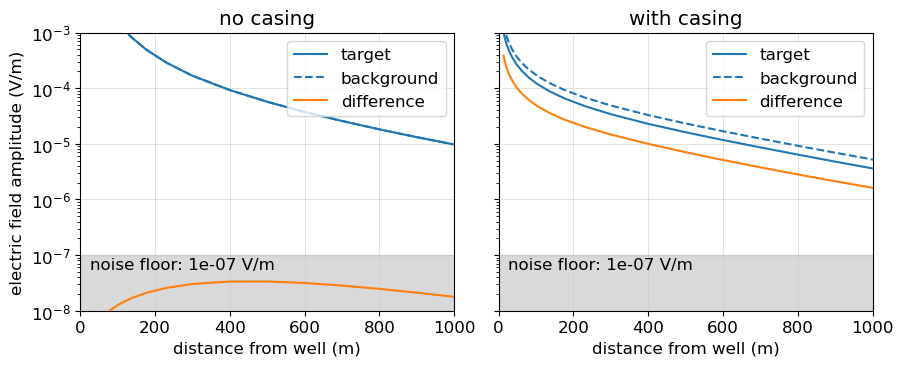 no casing
with casing
electric field amplitude (V/m)
10^-3
10^-4
10^-5
10^-6
10^-7
10^-8
target
background
difference
noise floor: 1e-07 V/m
0 200 400 600 800 1000
distance from well (m)
target
background
difference
noise floor: 1e-07 V/m
0 200 400 600 800 1000
distance from well (m)